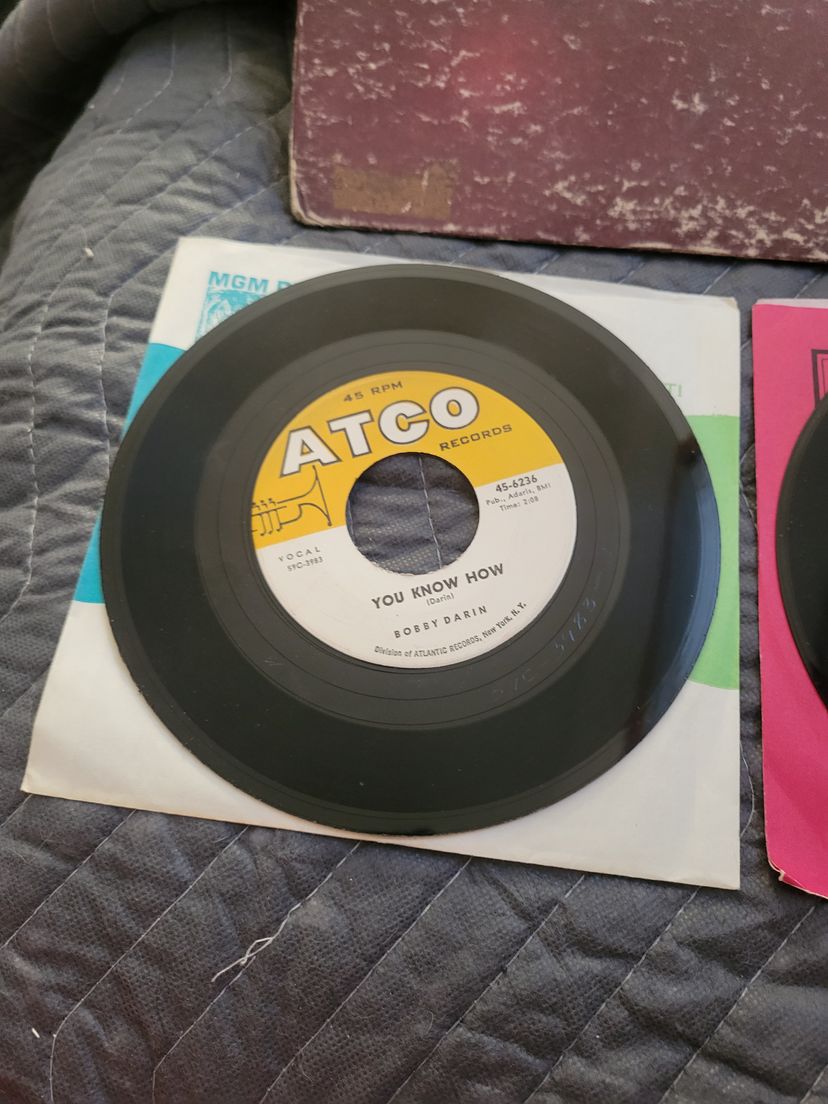 MGM
45 RPM
ATCO
RECORDS
45-6236
Pub., Adaris, BMI
Time: 2:08
VOCAL
59C-3983
YOU KNOW HOW
(Darin)
BOBBY DARIN
Division of ATLANTIC RECORDS, New York, N. Y.